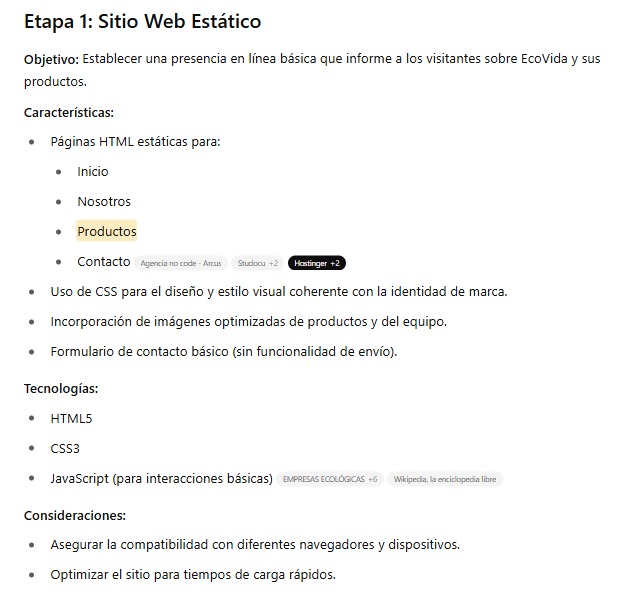 Etapa 1: Sitio Web Estático
Objetivo: Establecer una presencia en línea básica que informe a los visitantes sobre EcoVida y sus
productos.
Características:
• Páginas HTML estáticas para:
• Inicio
• Nosotros
• Productos
• Contacto Agencia no code - Arcus Studocu +2 Hostinger +2
• Uso de CSS para el diseño y estilo visual coherente con la identidad de marca.
• Incorporación de imágenes optimizadas de productos y del equipo.
• Formulario de contacto básico (sin funcionalidad de envío).
Tecnologías:
• HTML5
• CSS3
• JavaScript (para interacciones básicas) EMPRESAS ECOLÓGICAS +6 Wikipedia, la enciclopedia libre
Consideraciones:
• Asegurar la compatibilidad con diferentes navegadores y dispositivos.
• Optimizar el sitio para tiempos de carga rápidos.